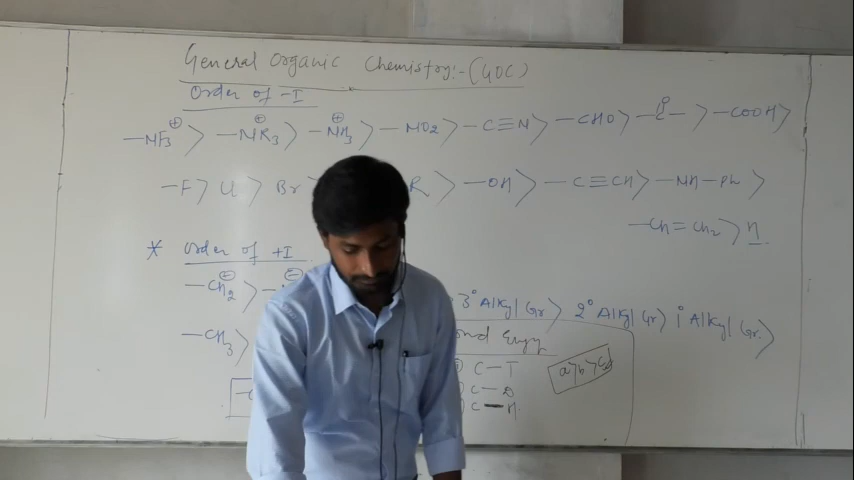 General Organic Chemistry:-(GOC)
Order of -I
-NF3⊕ > -NR3⊕ > -NH3⊕ > -NO2 > -C≡N > -CHO > -C(=O)- > -COOH >
-F > Cl > Br > R > -OH > -C≡CH > -NH-Ph >
-CH=CH2 > H
* Order of +I
-CH2⊖ > ⊖ 3° Alkyl Gr > 2° Alkyl Gr > 1° Alkyl Gr. >
-CH3 >
C-T
C-D
C-H
a>b>c